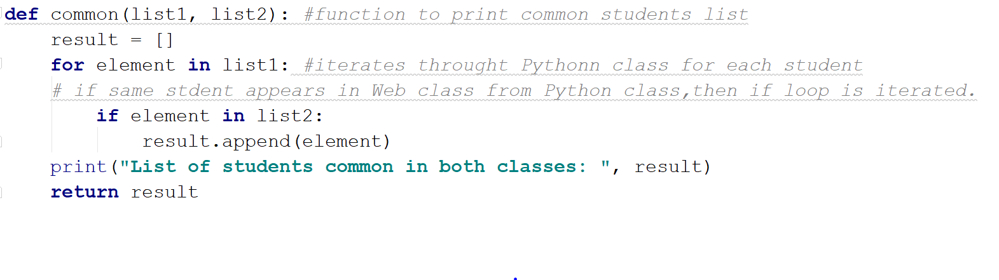 def common(list1, list2): #function to print common students list
    result = []
    for element in list1: #iterates throught Pythonn class for each student
    # if same stdent appears in Web class from Python class,then if loop is iterated.
        if element in list2:
            result.append(element)
    print("List of students common in both classes: ", result)
    return result